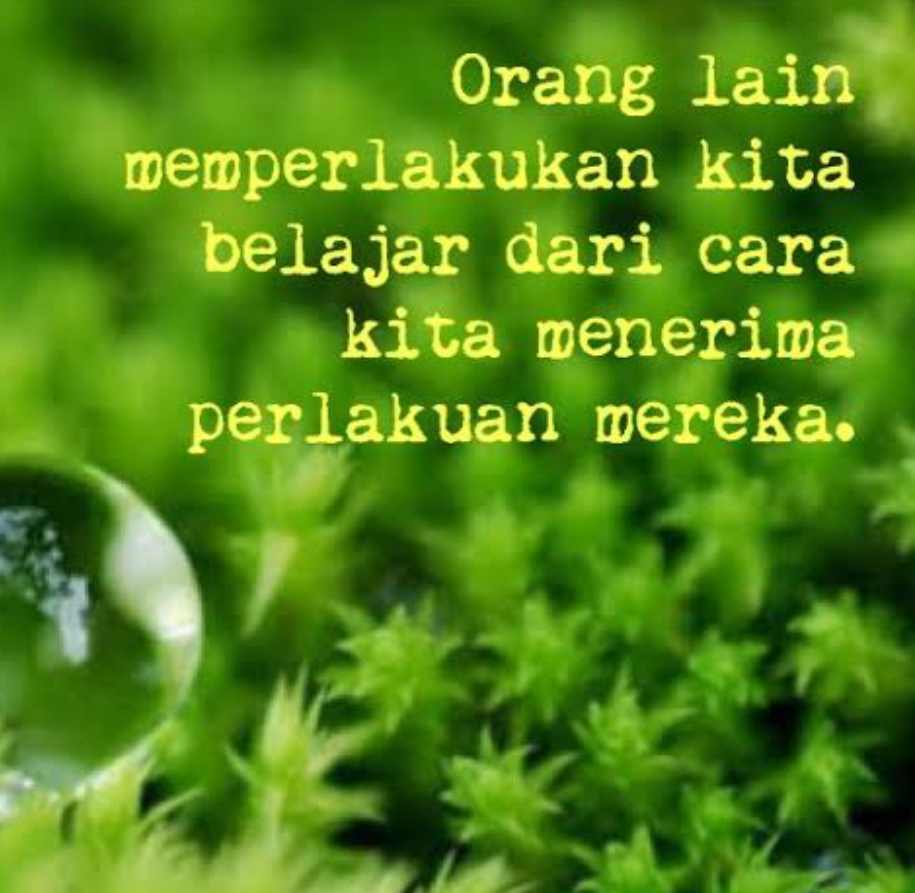 Orang lain
memperlakukan kita
belajar dari cara
kita menerima
perlakuan mereka.